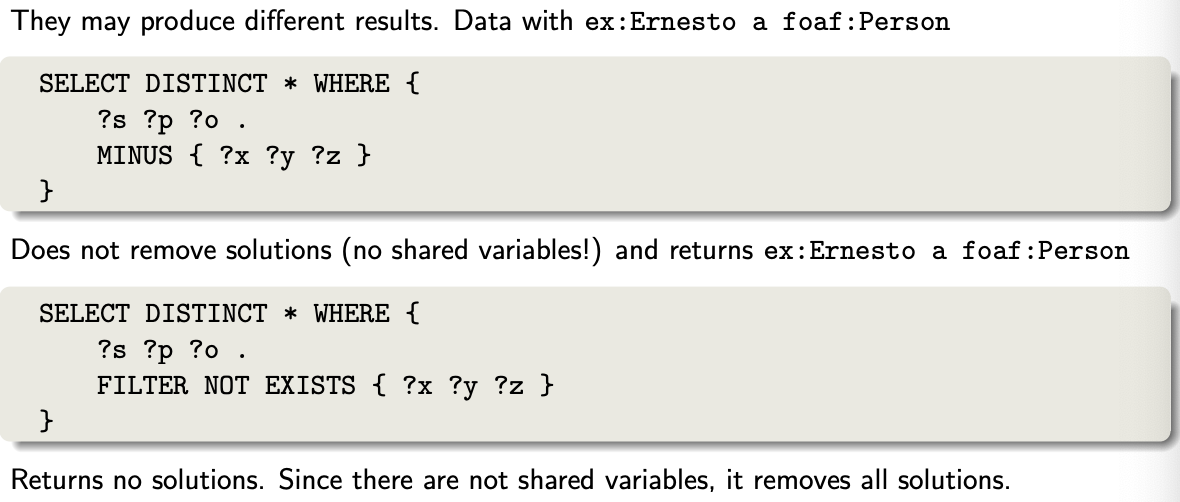 They may produce different results. Data with ex:Ernesto a foaf:Person
SELECT DISTINCT * WHERE {
?s ?p ?o .
MINUS { ?x ?y ?z }
}
Does not remove solutions (no shared variables!) and returns ex:Ernesto a foaf:Person
SELECT DISTINCT * WHERE {
?s ?p ?o .
FILTER NOT EXISTS { ?x ?y ?z }
}
Returns no solutions. Since there are not shared variables, it removes all solutions.